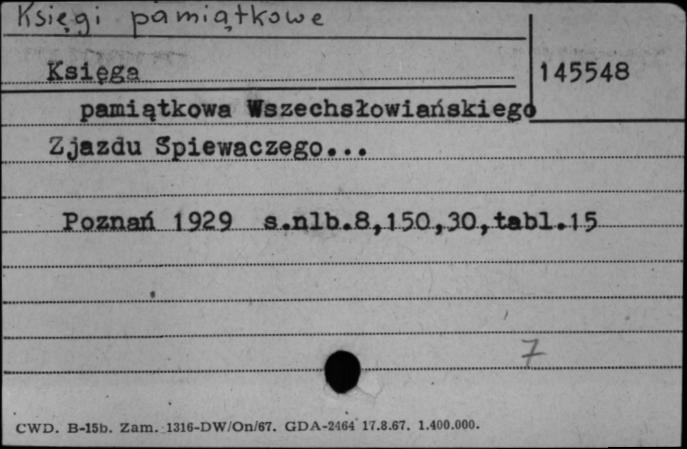 Księgi pamiątkowe
Księga
145548
pamiątkowa Wszechsłowiańskiego
Zjazdu Spiewaczego...
Poznań 1929 s.nlb.8,150,30,tabl.15
7
CWD. B-15b. Zam. 1316-DW/On/67. GDA-2464 17.8.67. 1.400.000.